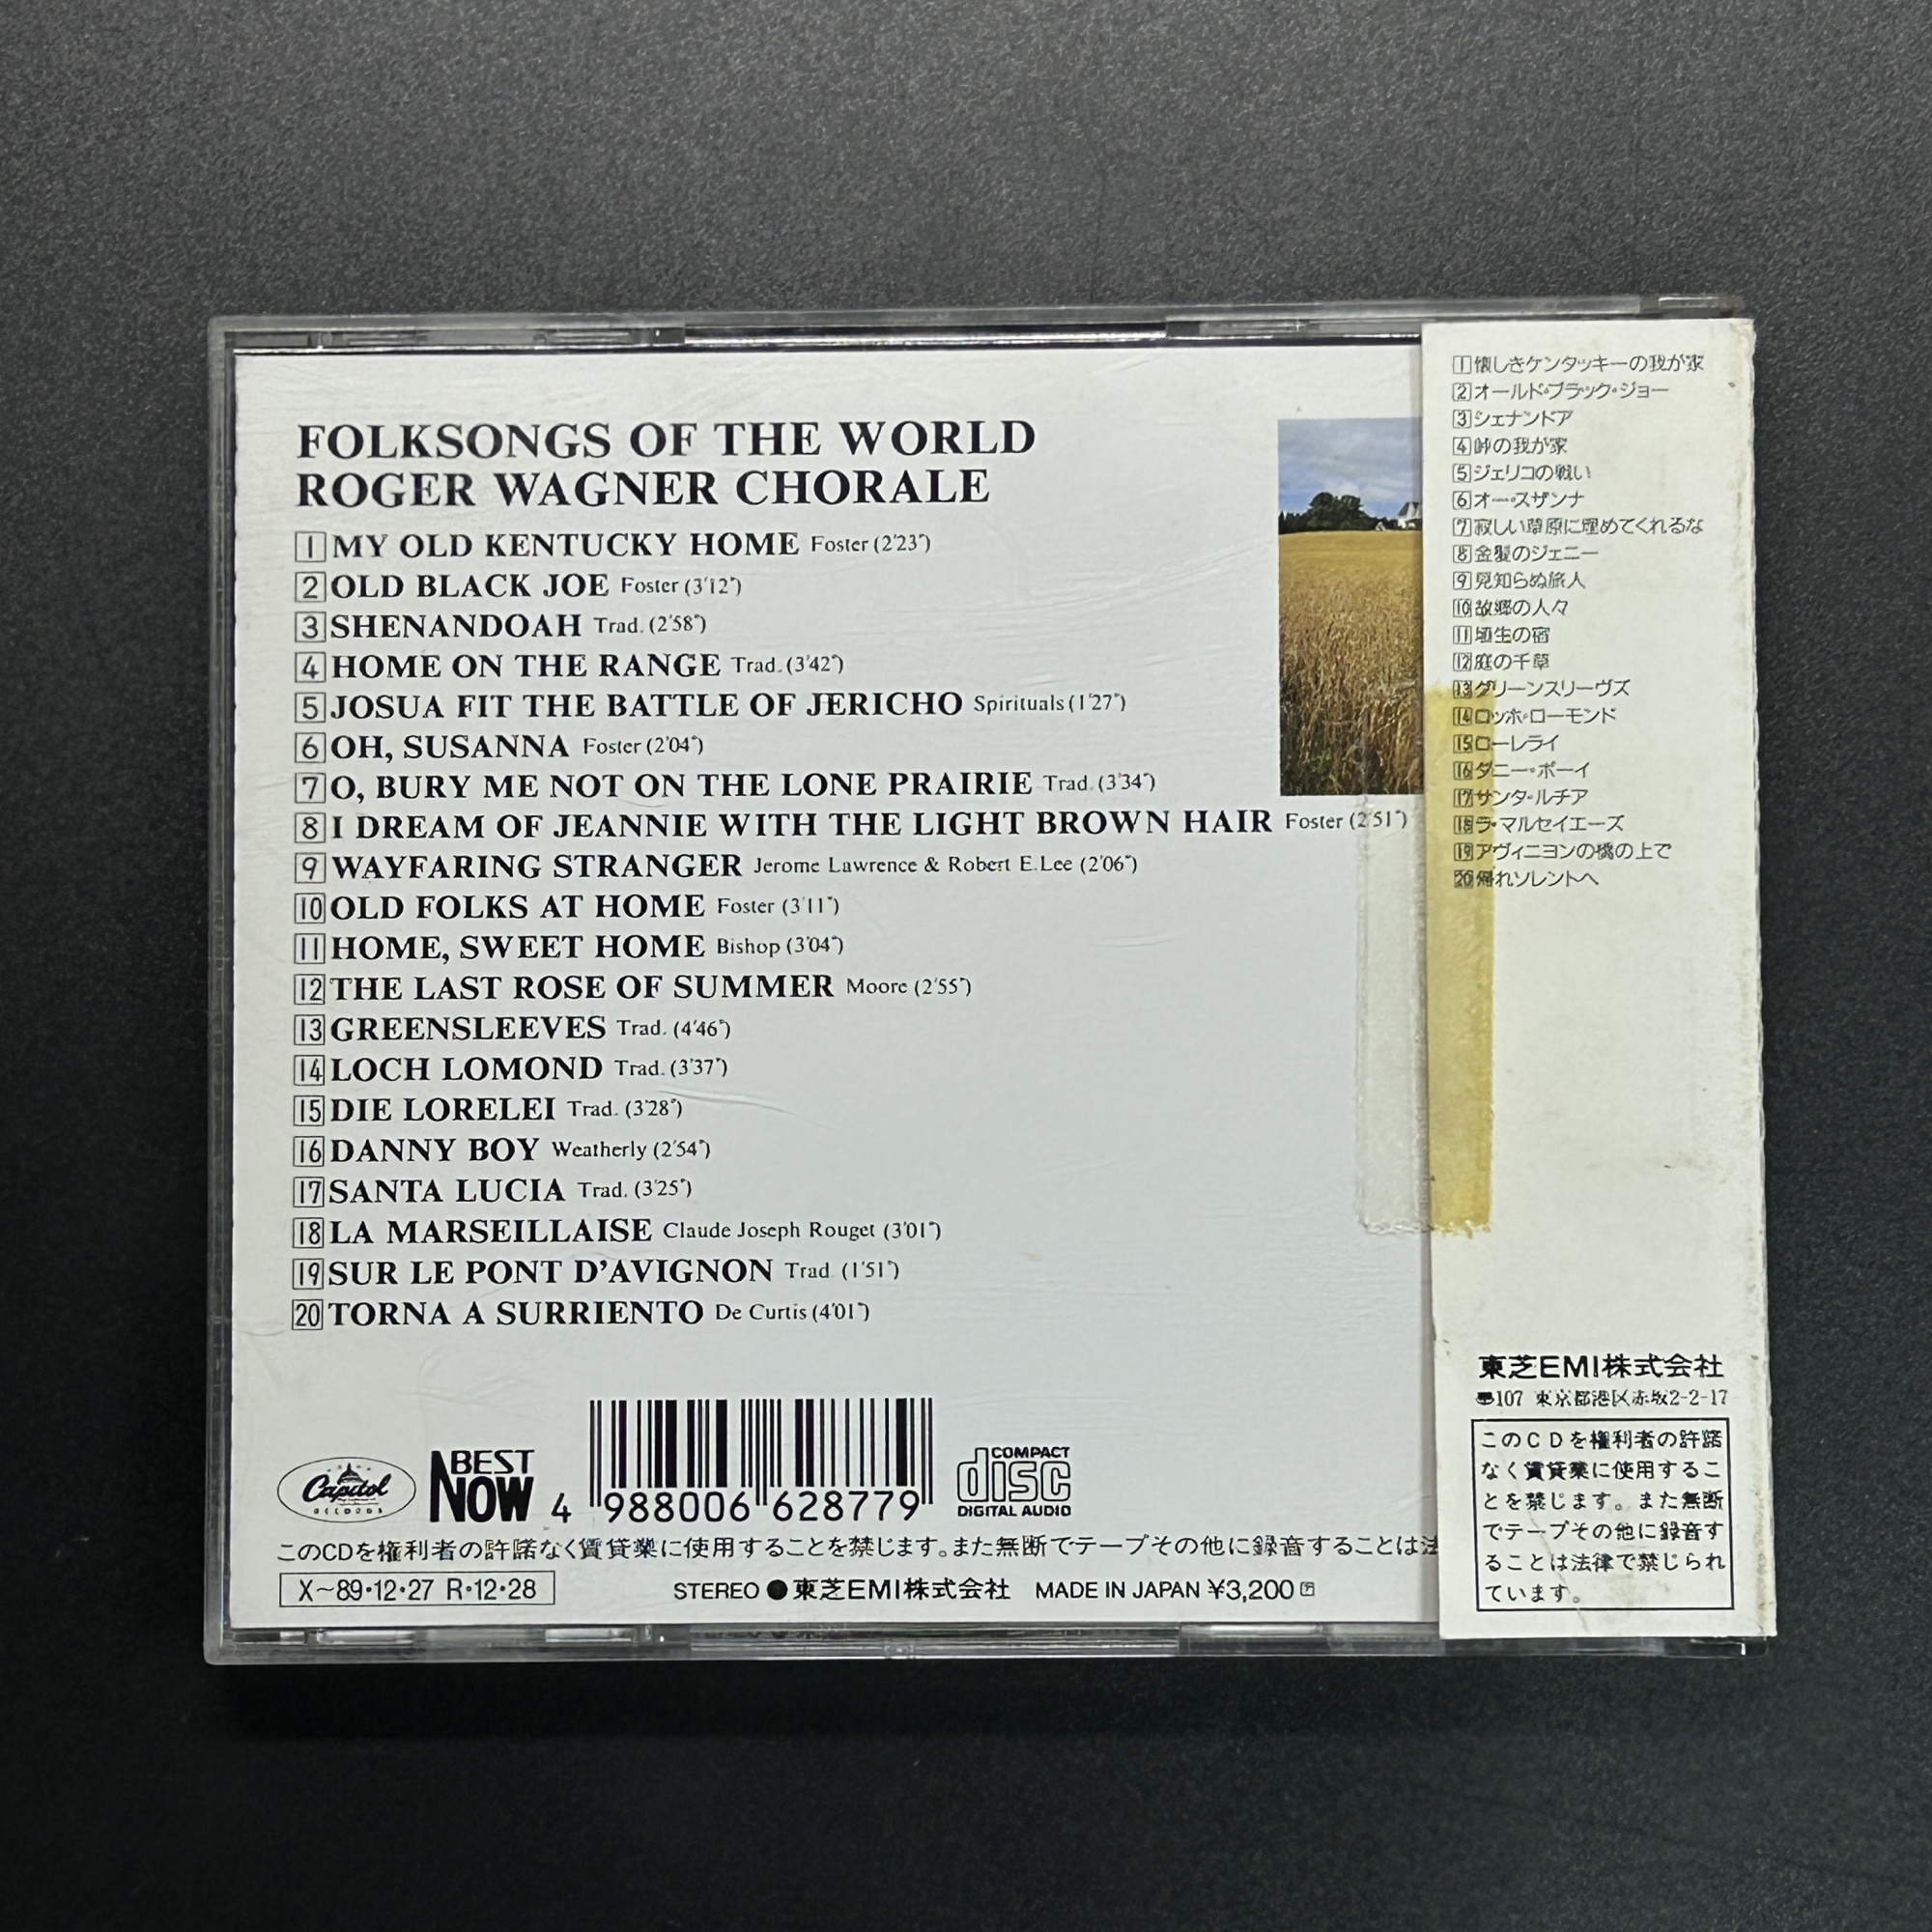 FOLKSONGS OF THE WORLD
ROGER WAGNER CHORALE
1 MY OLD KENTUCKY HOME Foster (2'23")
2 OLD BLACK JOE Foster (3'12")
3 SHENANDOAH Trad. (2'58")
4 HOME ON THE RANGE Trad. (3'42")
5 JOSUA FIT THE BATTLE OF JERICHO Spirituals (1'27")
6 OH, SUSANNA Foster (2'04")
7 O, BURY ME NOT ON THE LONE PRAIRIE Trad. (3'34")
8 I DREAM OF JEANNIE WITH THE LIGHT BROWN HAIR Foster (2'51")
9 WAYFARING STRANGER Jerome Lawrence & Robert E. Lee (2'06")
10 OLD FOLKS AT HOME Foster (3'11")
11 HOME, SWEET HOME Bishop (3'04")
12 THE LAST ROSE OF SUMMER Moore (2'55")
13 GREENSLEEVES Trad. (4'46")
14 LOCH LOMOND Trad. (3'37")
15 DIE LORELEI Trad. (3'28")
16 DANNY BOY Weatherly (2'54")
17 SANTA LUCIA Trad. (3'25")
18 LA MARSEILLAISE Claude Joseph Rouget (3'01")
19 SUR LE PONT D'AVIGNON Trad (1'51")
20 TORNA A SURRIENTO De Curtis (4'01")
Capitol
RECORDS
BEST
NOW
4 988006 628779
COMPACT
disc
DIGITAL AUDIO
このCDを権利者の許諾なく賃貸業に使用することを禁じます。また無断でテープその他に録音することは法
X~89・12・27 R・12・28
STEREO ●東芝EMI株式会社 MADE IN JAPAN ¥3,200
1 懐しきケンタッキーの我が家
2 オールド・ブラック・ジョー
3 シェナンドア
4 峠の我が家
5 ジェリコの戦い
6 オー・スザンナ
7 寂しい草原に埋めてくれるな
8 金髪のジェニー
9 見知らぬ旅人
10 故郷の人々
11 埴生の宿
12 庭の千草
13 グリーンスリーヴズ
14 ロッホ・ローモンド
15 ローレライ
16 ダニー・ボーイ
17 サンタ・ルチア
18 ラ・マルセイエーズ
19 アヴィニヨンの橋の上で
20 帰れソレントへ
東芝EMI株式会社
〠107 東京都港区赤坂2-2-17
このCDを権利者の許諾
なく賃貸業に使用するこ
とを禁じます。また無断
でテープその他に録音す
ることは法律で禁じられ
ています。